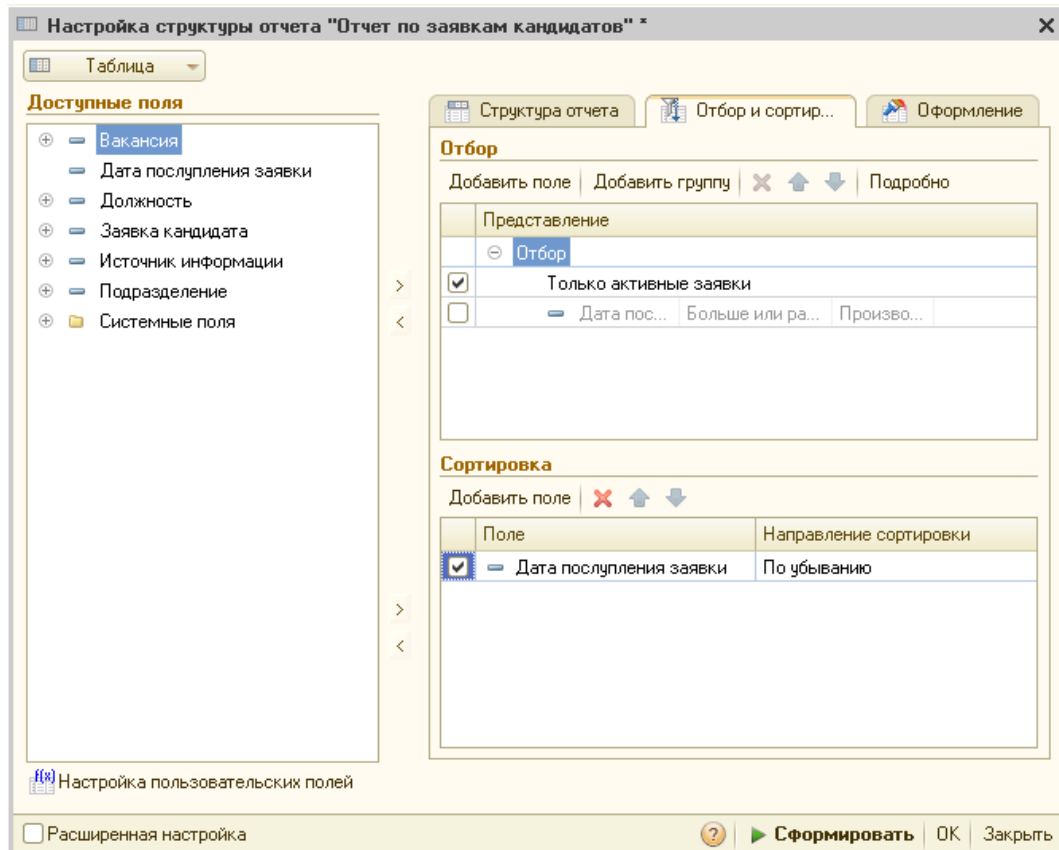 Настройка структуры отчета "Отчет по заявкам кандидатов" *
Таблица
Доступные поля
Вакансия
Дата послупления заявки
Должность
Заявка кандидата
Источник информации
Подразделение
Системные поля
f(x) Настройка пользовательских полей
Структура отчета
Отбор и сортир...
Оформление
Отбор
Добавить поле Добавить группу Подробно
Представление
Отбор
Только активные заявки
Дата пос... Больше или ра... Произво...
Сортировка
Добавить поле
Поле Направление сортировки
Дата послупления заявки По убыванию
Расширенная настройка
? Сформировать OK Закрыть